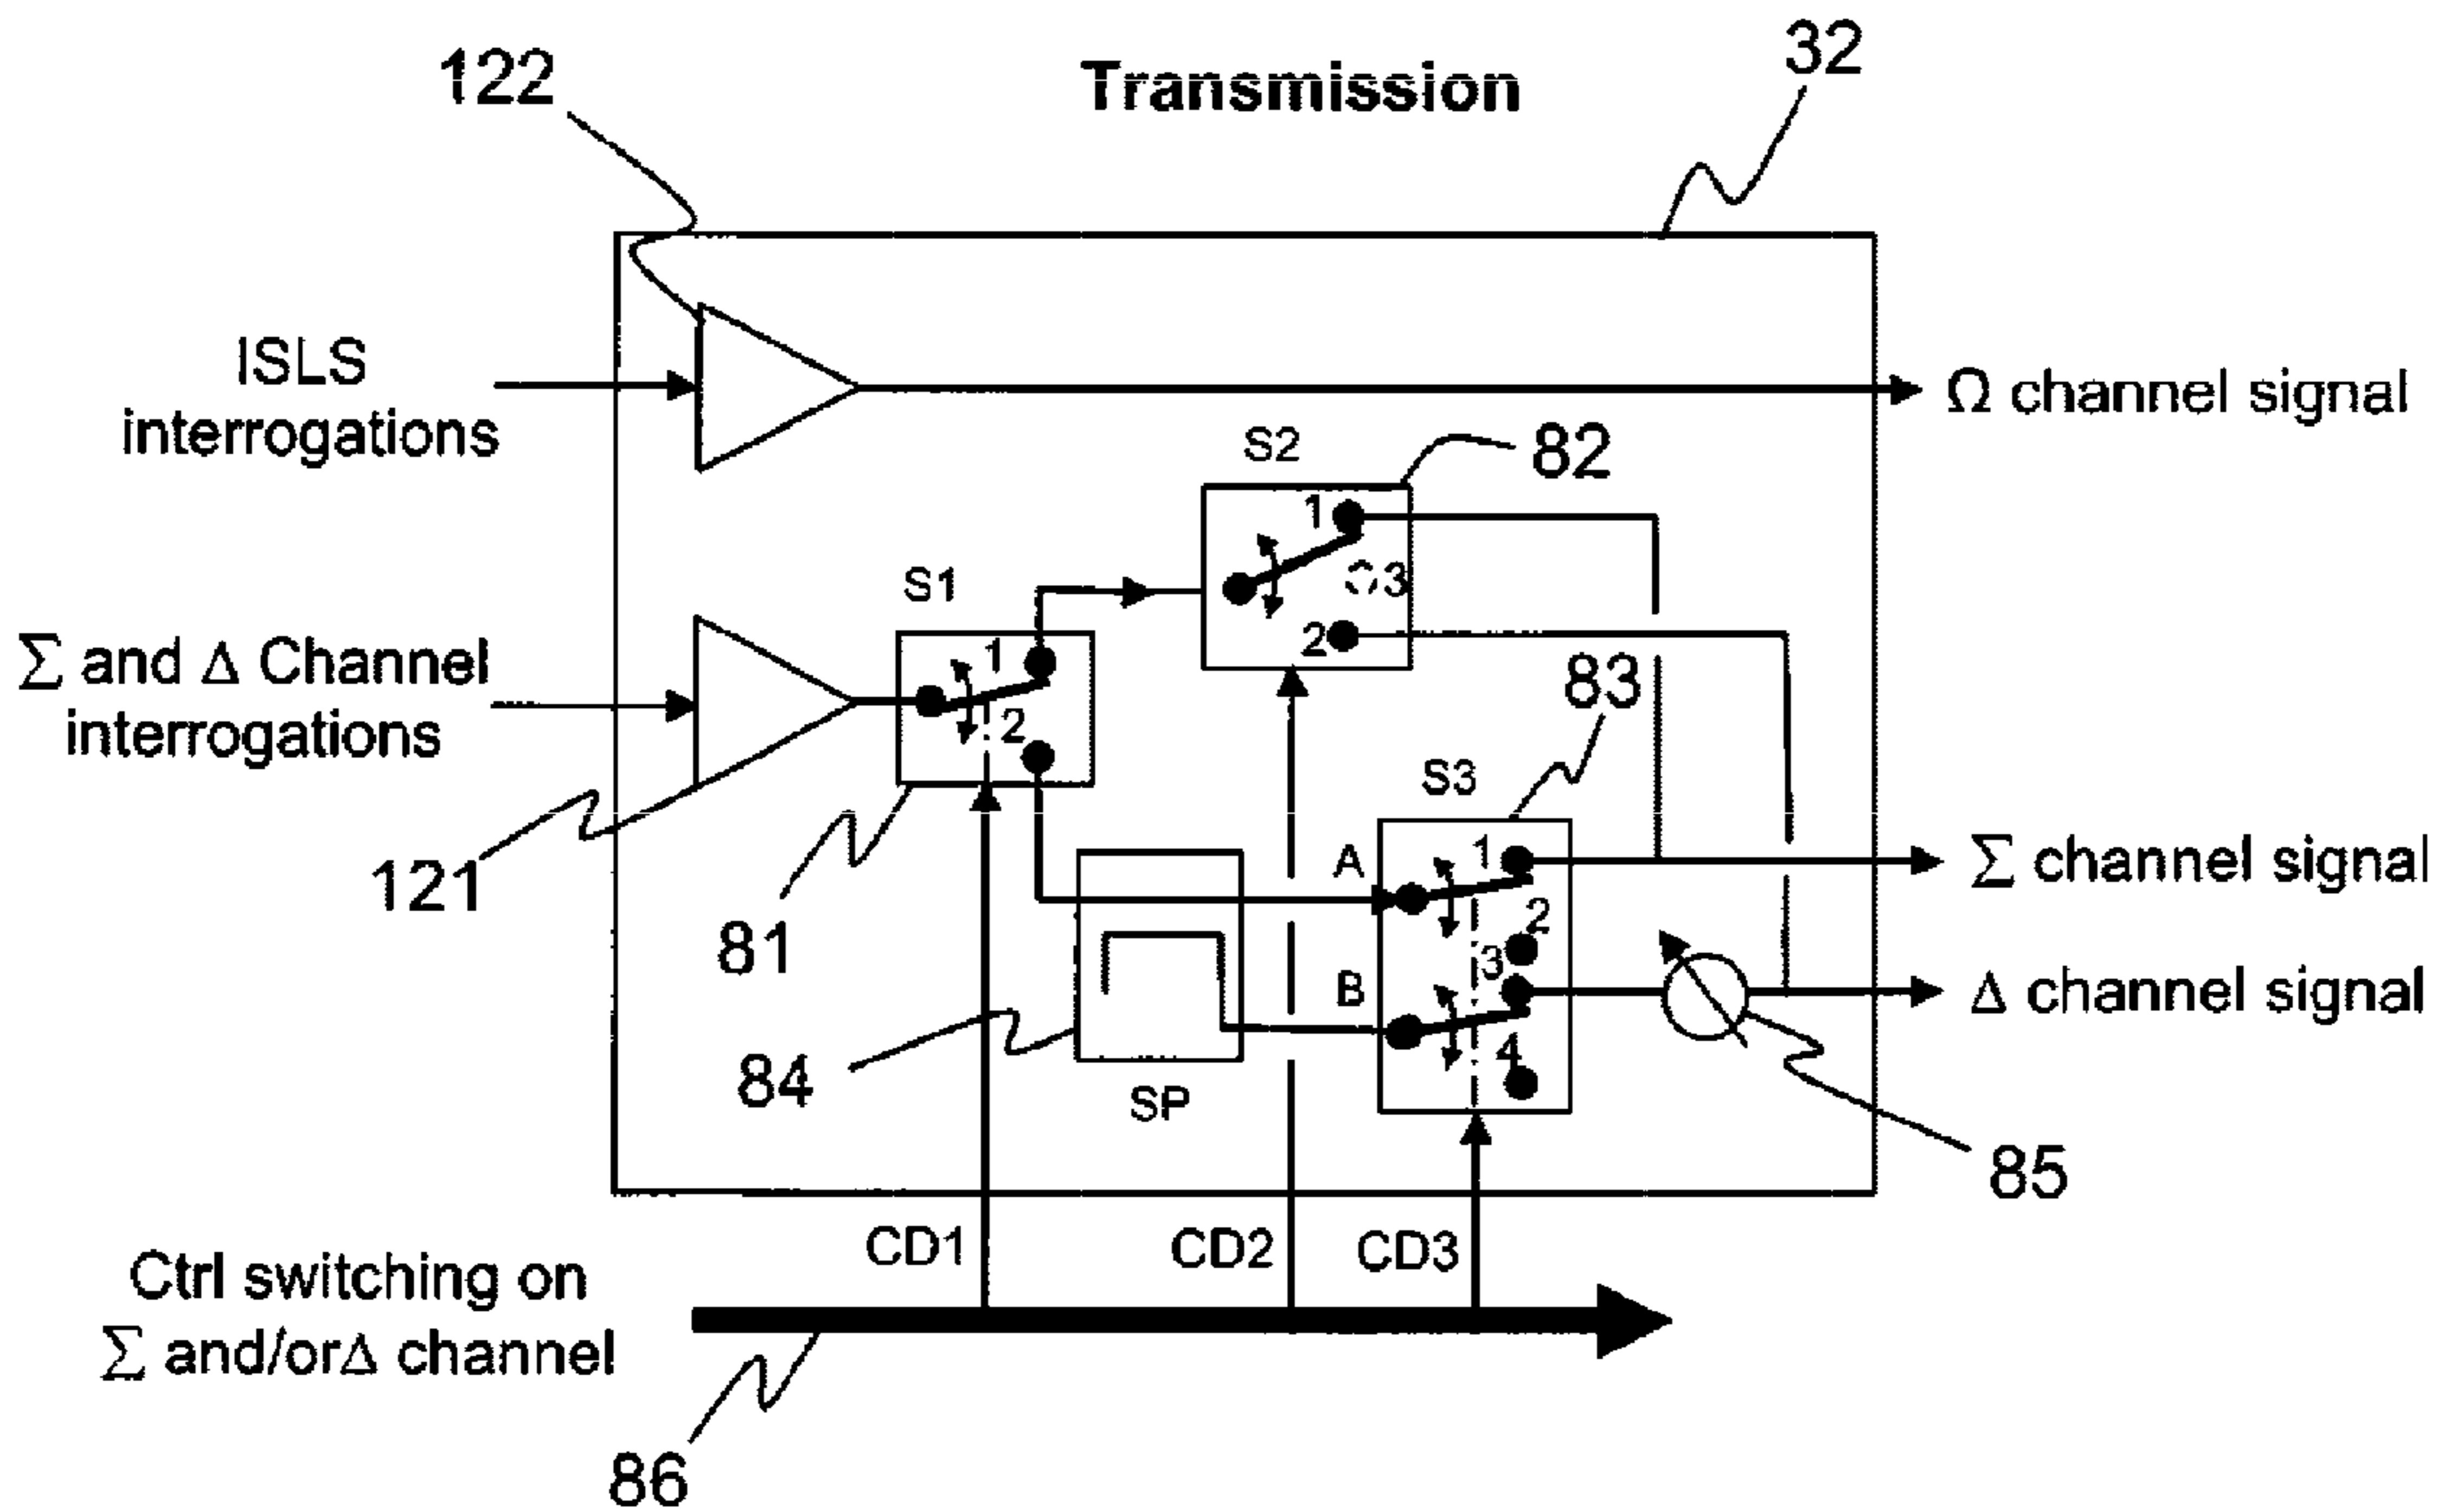 122
Transmission
32
ISLS
interrogations
Ω channel signal
S2
82
1
3
2
S1
1
2
Σ and Δ Channel
interrogations
83
S3
121
81
A
1
2
3
B
4
Σ channel signal
Δ channel signal
84
SP
85
CD1
CD2
CD3
Ctrl switching on
Σ and/orΔ channel
86